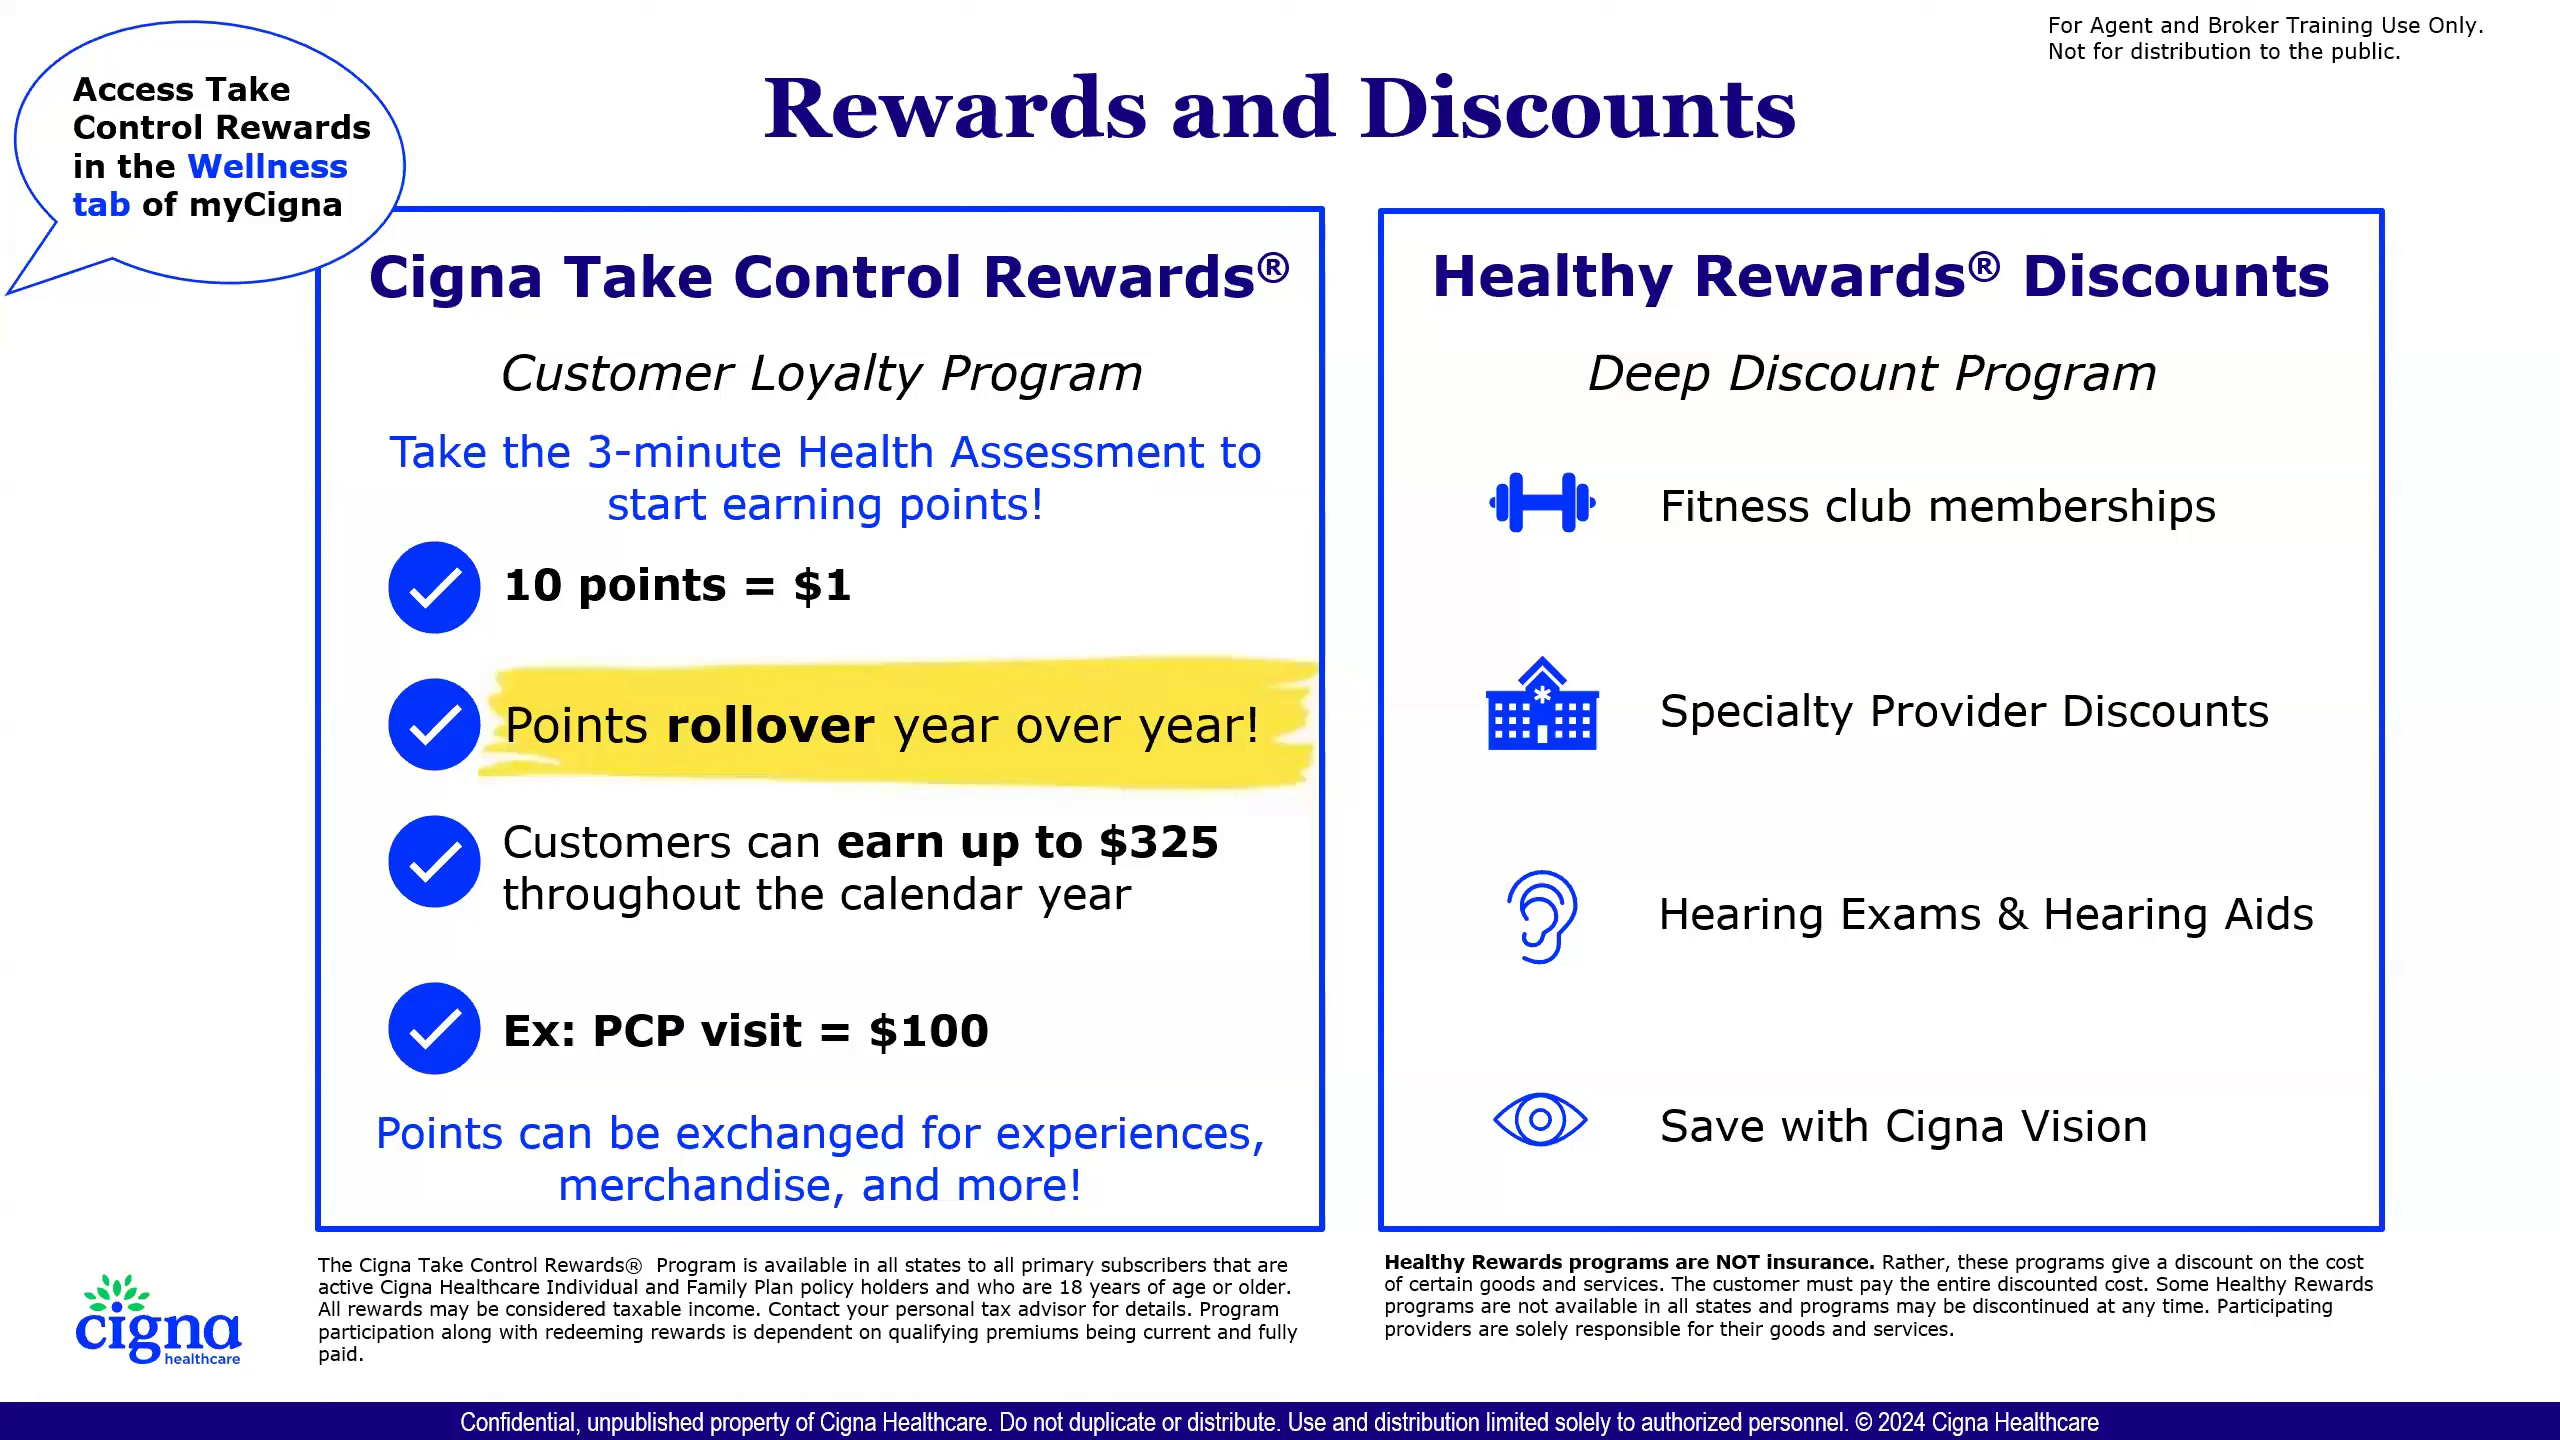 For Agent and Broker Training Use Only.
Not for distribution to the public.
Access Take
Control Rewards
in the Wellness
tab of myCigna
Rewards and Discounts
Cigna Take Control Rewards®
Customer Loyalty Program
Take the 3-minute Health Assessment to
start earning points!
10 points = $1
Points rollover year over year!
Customers can earn up to $325
throughout the calendar year
Ex: PCP visit = $100
Points can be exchanged for experiences,
merchandise, and more!
Healthy Rewards® Discounts
Deep Discount Program
Fitness club memberships
Specialty Provider Discounts
Hearing Exams & Hearing Aids
Save with Cigna Vision
The Cigna Take Control Rewards® Program is available in all states to all primary subscribers that are
active Cigna Healthcare Individual and Family Plan policy holders and who are 18 years of age or older.
All rewards may be considered taxable income. Contact your personal tax advisor for details. Program
participation along with redeeming rewards is dependent on qualifying premiums being current and fully
paid.
Healthy Rewards programs are NOT insurance. Rather, these programs give a discount on the cost
of certain goods and services. The customer must pay the entire discounted cost. Some Healthy Rewards
programs are not available in all states and programs may be discontinued at any time. Participating
providers are solely responsible for their goods and services.
cigna
healthcare
Confidential, unpublished property of Cigna Healthcare. Do not duplicate or distribute. Use and distribution limited solely to authorized personnel. © 2024 Cigna Healthcare